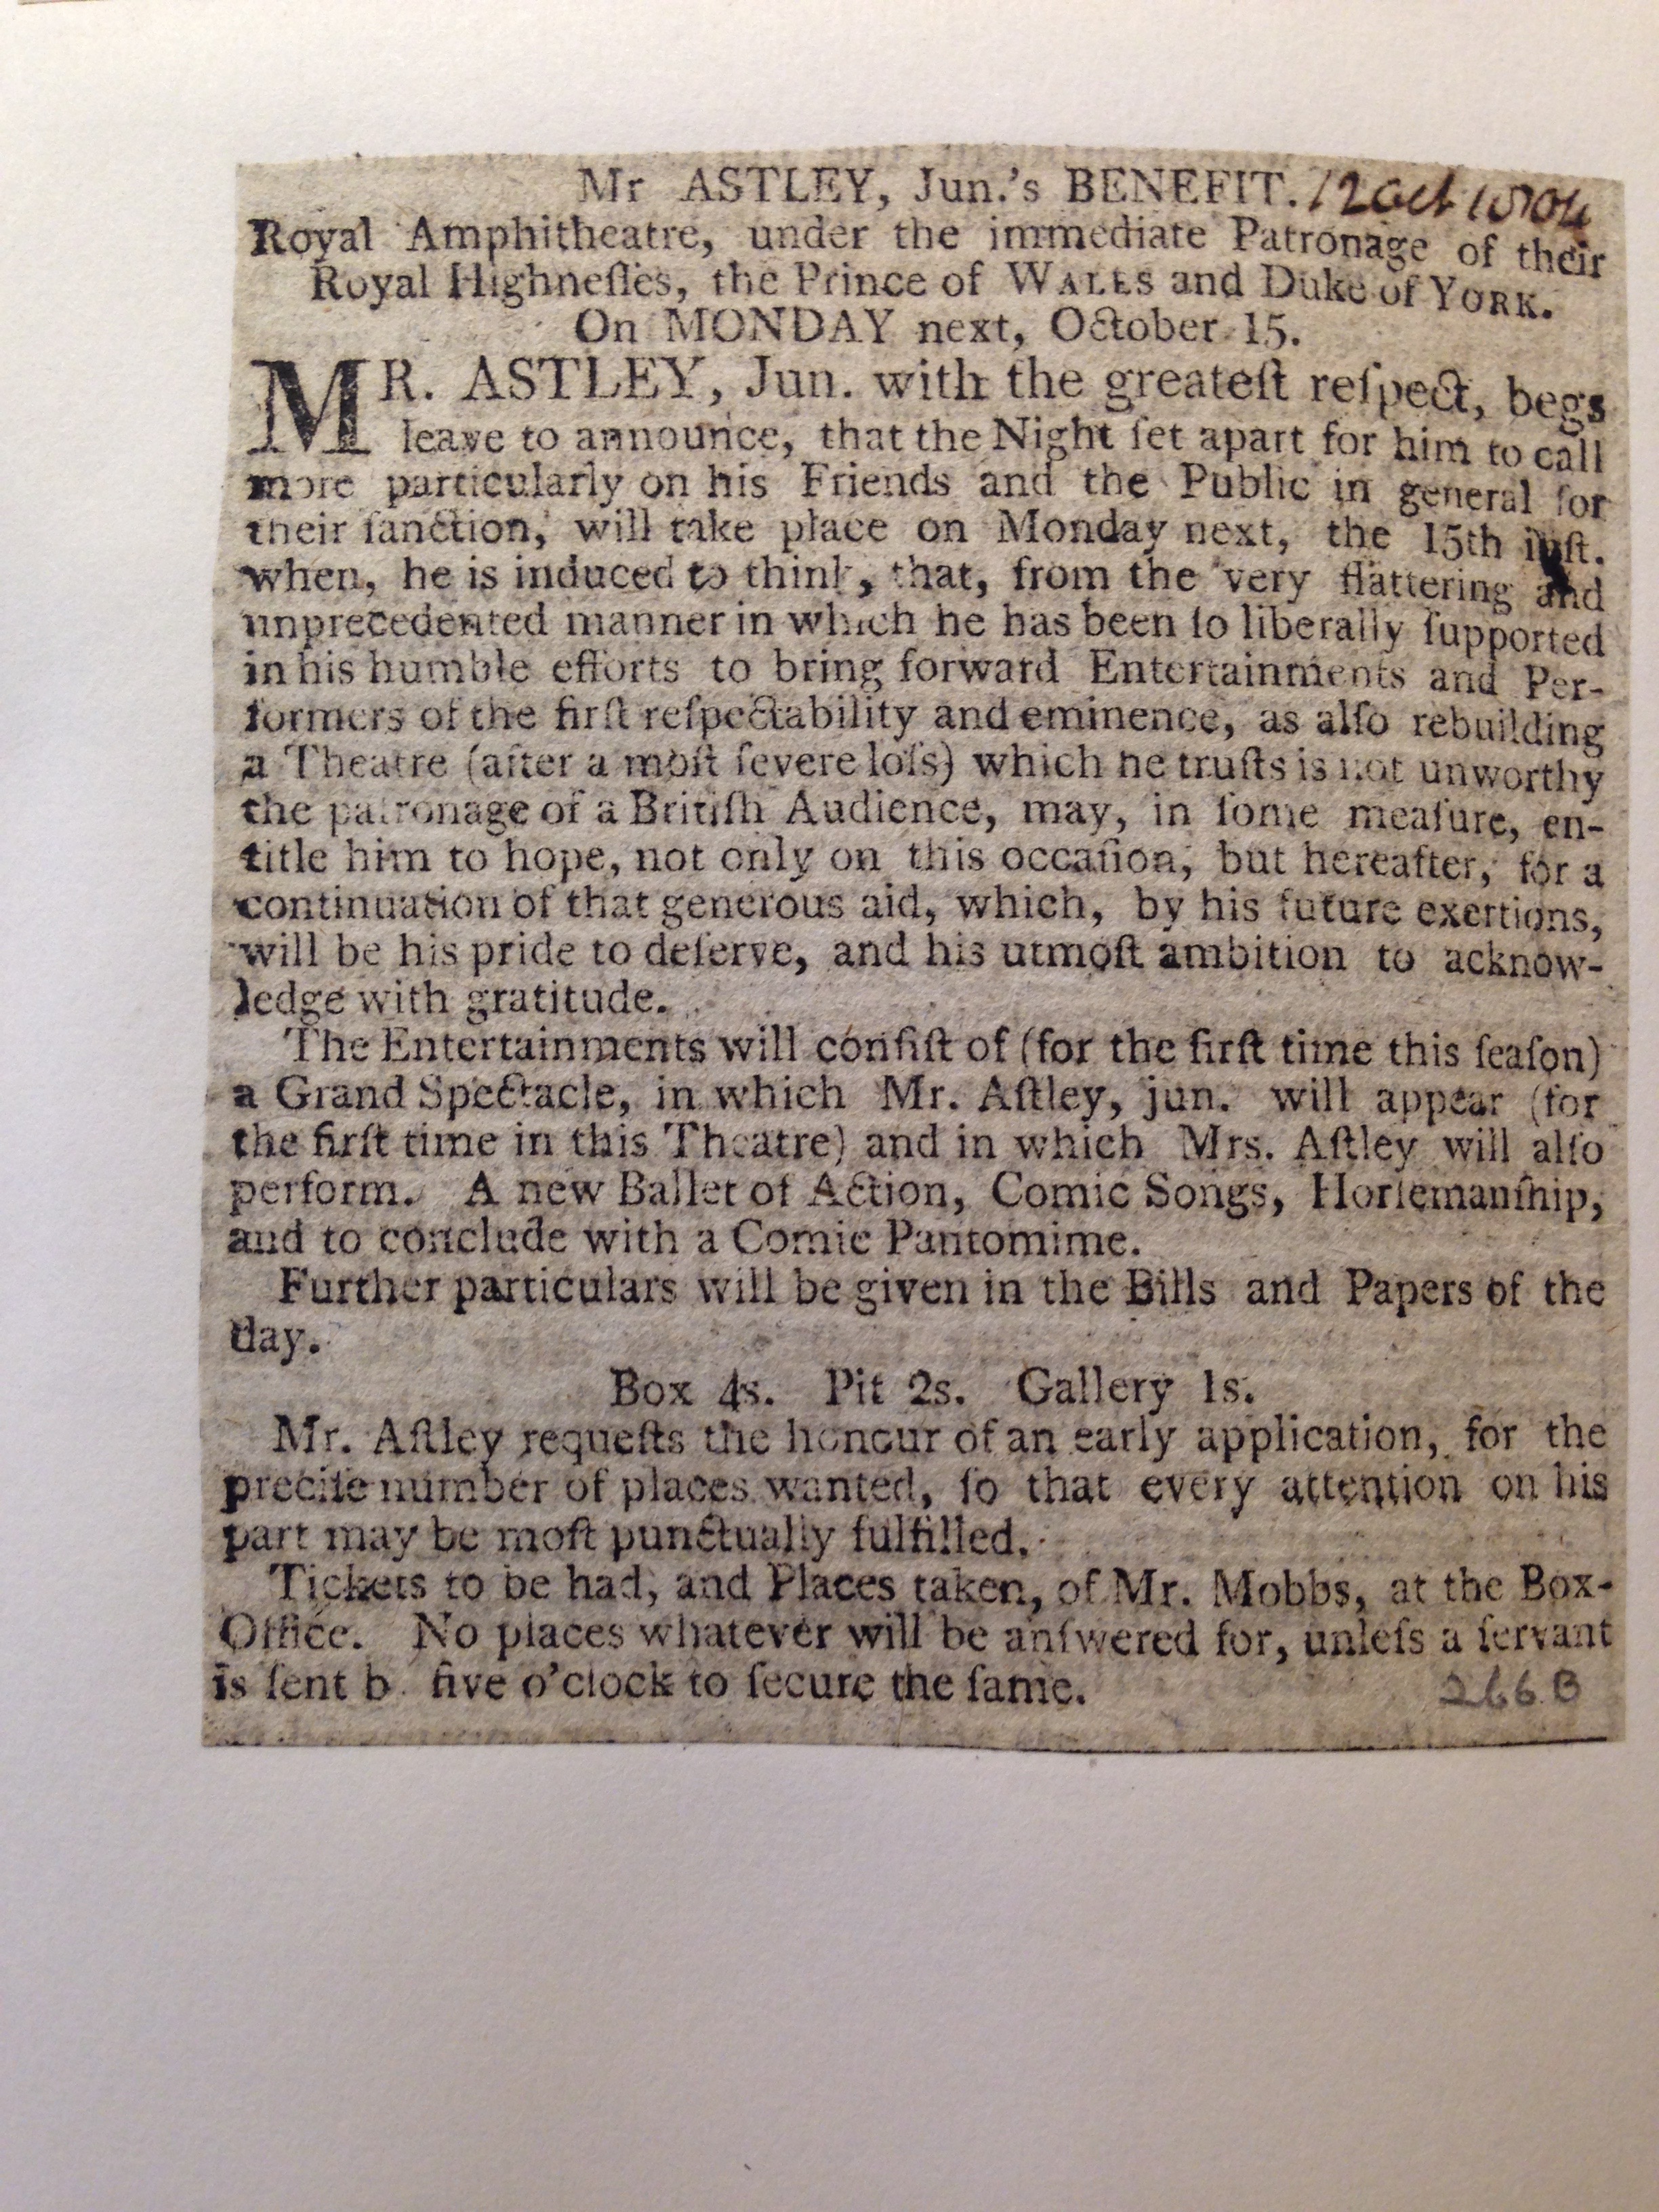 Mr ASTLEY, Jun.'s BENEFIT. 12 Oct 1804
Royal Amphitheatre, under the immediate Patronage of their
Royal Highneſſes, the Prince of WALES and Duke of YORK.
On MONDAY next, October 15.
MR. ASTLEY, Jun. with the greateſt reſpect, begs
leave to announce, that the Night ſet apart for him to call
more particularly on his Friends and the Public in general for
their ſanction, will take place on Monday next, the 15th inſt.
when, he is induced to think, that, from the very flattering and
unprecedented manner in which he has been ſo liberally ſupported
in his humble efforts to bring forward Entertainments and Per-
formers of the firſt reſpectability and eminence, as alſo rebuilding
a Theatre (after a moſt ſevere loſs) which he truſts is not unworthy
the patronage of a Britiſh Audience, may, in ſome meaſure, en-
title him to hope, not only on this occaſion, but hereafter, for a
continuation of that generous aid, which, by his future exertions,
will be his pride to deſerve, and his utmoſt ambition to acknow-
ledge with gratitude.
The Entertainments will conſiſt of (for the firſt time this ſeaſon)
a Grand Spectacle, in which Mr. Aſtley, jun. will appear (for
the firſt time in this Theatre) and in which Mrs. Aſtley will alſo
perform. A new Ballet of Action, Comic Songs, Horſemanſhip,
and to conclude with a Comic Pantomime.
Further particulars will be given in the Bills and Papers of the
day.
Box 4s. Pit 2s. Gallery 1s.
Mr. Aſtley requeſts the honour of an early application, for the
preciſe number of places wanted, ſo that every attention on his
part may be moſt punctually fulfilled.
Tickets to be had, and Places taken, of Mr. Mobbs, at the Box-
Office. No places whatever will be anſwered for, unleſs a ſervant
is ſent b five o'clock to ſecure the ſame.
266 B